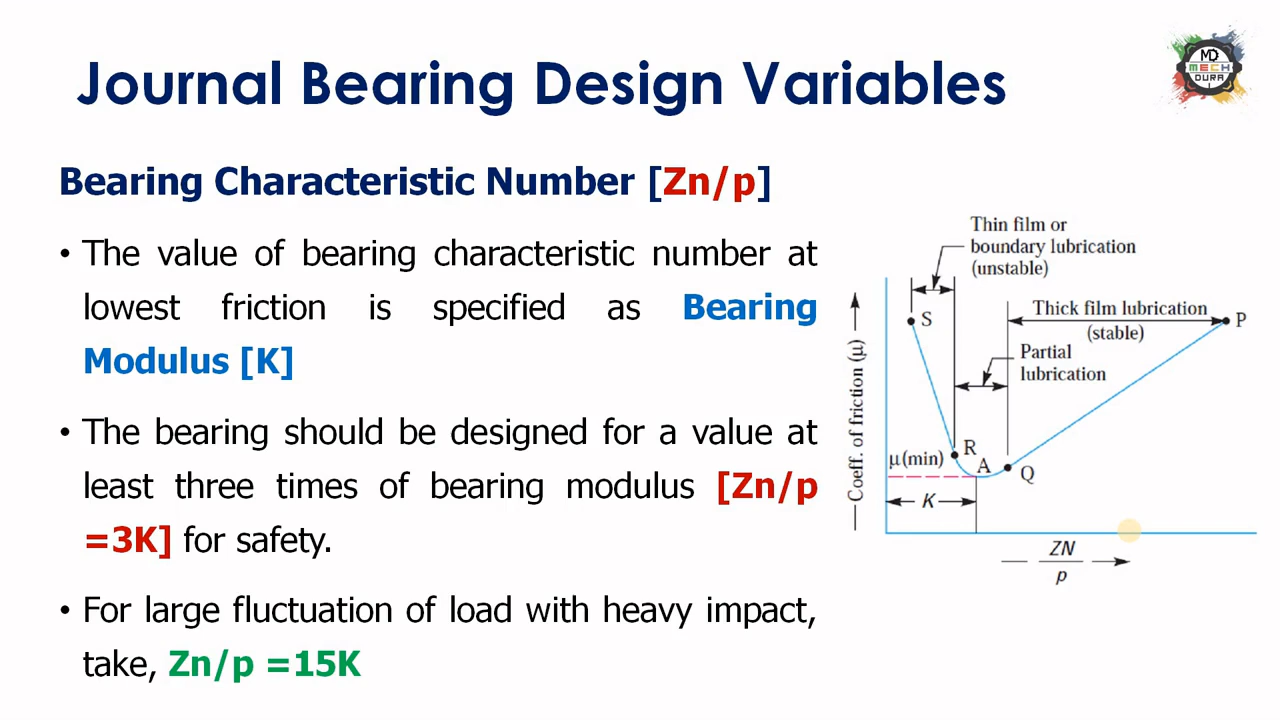 Journal Bearing Design Variables
MD
MECH
DURA
Bearing Characteristic Number [Zn/p]
• The value of bearing characteristic number at
lowest friction is specified as Bearing
Modulus [K]
• The bearing should be designed for a value at
least three times of bearing modulus [Zn/p
=3K] for safety.
• For large fluctuation of load with heavy impact,
take, Zn/p =15K
Thin film or
boundary lubrication
(unstable)
Thick film lubrication
(stable)
S
P
Partial
lubrication
Coeff. of friction (μ)
R
μ(min)
A
Q
K
ZN
p